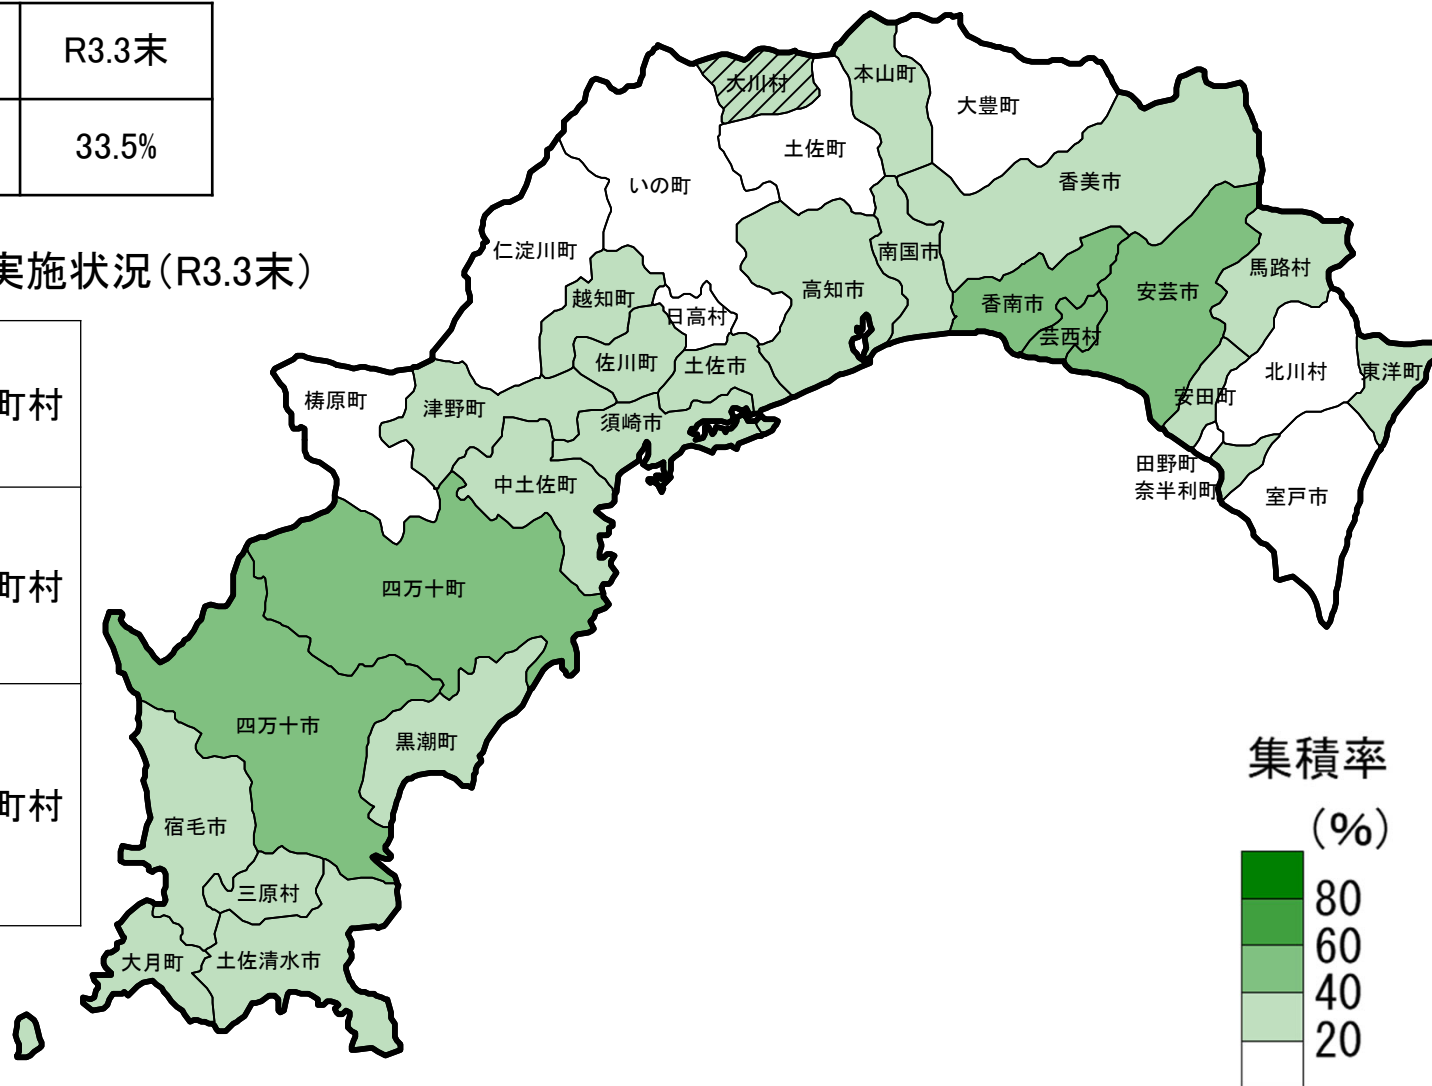 R3.3末
33.5%
実施状況(R3.3末)
町村
町村
町村
大川村
本山町
大豊町
土佐町
いの町
香美市
仁淀川町
南国市
馬路村
越知町
日高村
高知市
香南市
安芸市
芸西村
佐川町
土佐市
北川村
東洋町
梼原町
津野町
須崎市
安田町
中土佐町
田野町
奈半利町
室戸市
四万十町
四万十市
黒潮町
宿毛市
三原村
大月町
土佐清水市
集積率
(%)
80
60
40
20